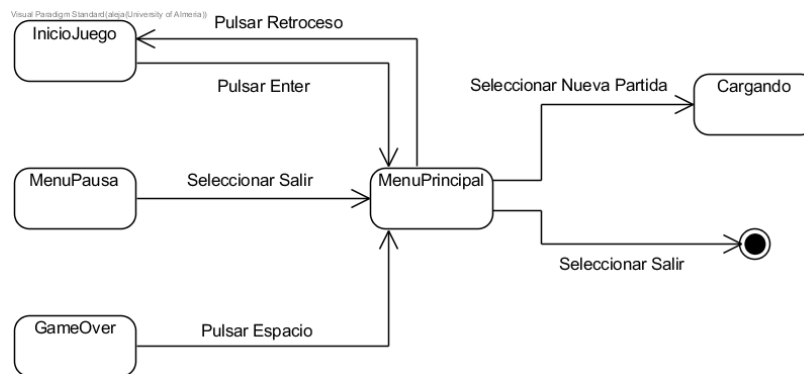 Visual Paradigm Standard(aleja(University of Almeria))
InicioJuego
Pulsar Retroceso
Pulsar Enter
Seleccionar Nueva Partida
Cargando
MenuPausa
Seleccionar Salir
MenuPrincipal
Seleccionar Salir
GameOver
Pulsar Espacio